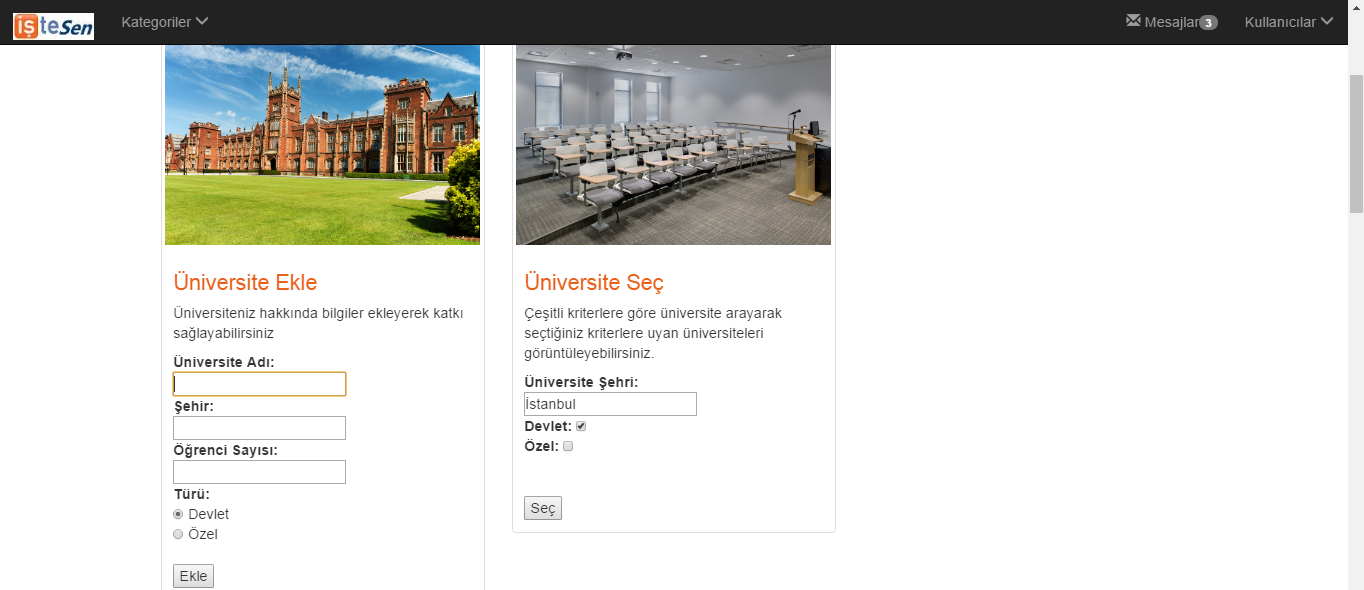 işteSen
Kategoriler
Mesajlar 3
Kullanıcılar
Üniversite Ekle
Üniversiteniz hakkında bilgiler ekleyerek katkı
sağlayabilirsiniz
Üniversite Adı:
Şehir:
Öğrenci Sayısı:
Türü:
Devlet
Özel
Ekle
Üniversite Seç
Çeşitli kriterlere göre üniversite arayarak
seçtiğiniz kriterlere uyan üniversiteleri
görüntüleyebilirsiniz.
Üniversite Şehri:
İstanbul
Devlet:
Özel:
Seç